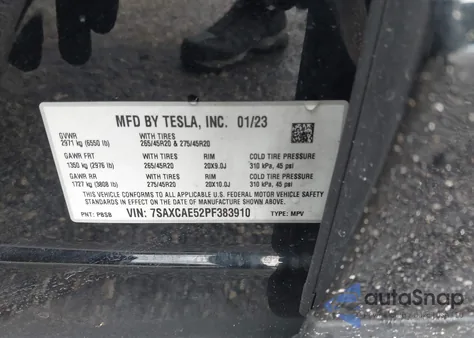 MFD BY TESLA, INC. 01/23
GVWR WITH TIRES
2971 kg (6550 lb) 265/45R20 & 275/45R20
GAWR FRT WITH TIRES RIM COLD TIRE PRESSURE
1350 kg (2976 lb) 265/45R20 20X9.0J 310 kPa, 45 psi
GAWR RR WITH TIRES RIM COLD TIRE PRESSURE
1727 kg (3808 lb) 275/45R20 20X10.0J 310 kPa, 45 psi
THIS VEHICLE CONFORMS TO ALL APPLICABLE U.S. FEDERAL MOTOR VEHICLE SAFETY
STANDARDS IN EFFECT ON THE DATE OF MANUFACTURE SHOWN ABOVE.
PNT: PBSB VIN: 7SAXCAE52PF383910 TYPE: MPV
autoSnap